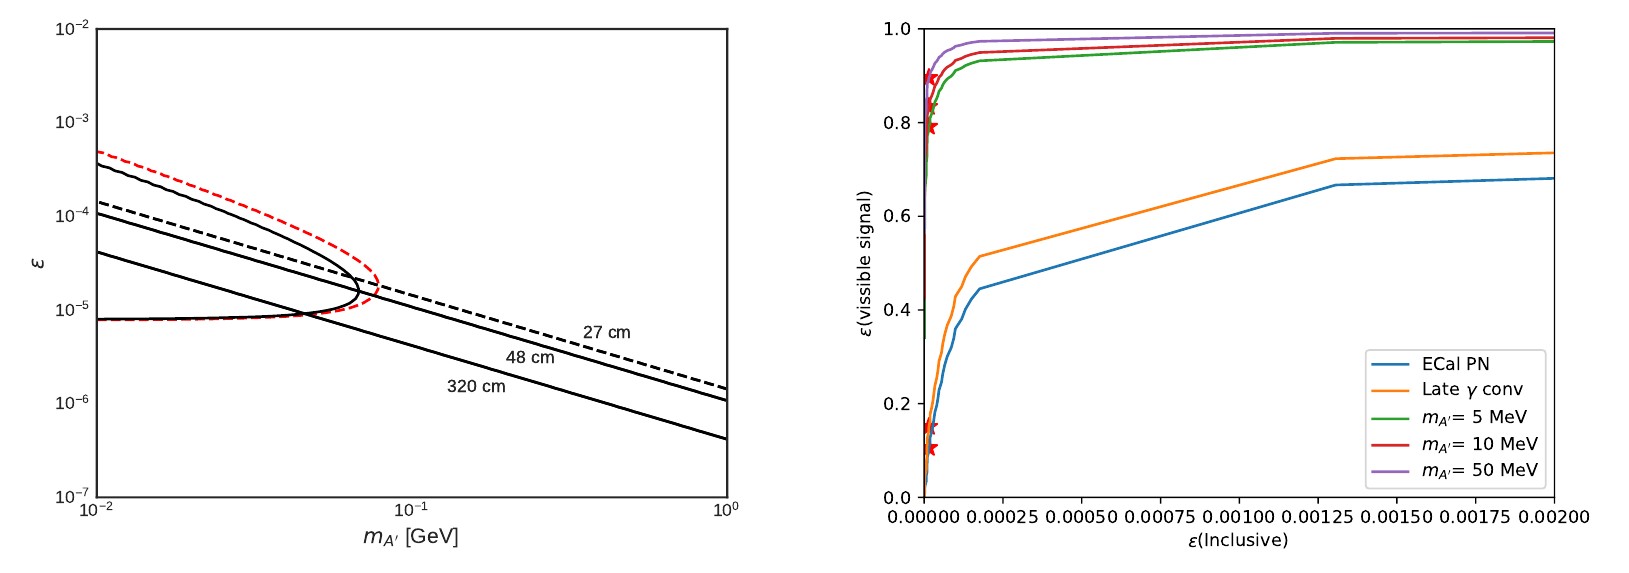 10⁻²
10⁻³
10⁻⁴
10⁻⁵
10⁻⁶
10⁻⁷
ε
27 cm
48 cm
320 cm
10⁻² 10⁻¹ 10⁰
m_A′ [GeV]
1.0
0.8
0.6
0.4
0.2
0.0
ε(vissible signal)
ECal PN
Late γ conv
m_A′= 5 MeV
m_A′= 10 MeV
m_A′= 50 MeV
0.00000 0.00025 0.00050 0.00075 0.00100 0.00125 0.00150 0.00175 0.00200
ε(Inclusive)